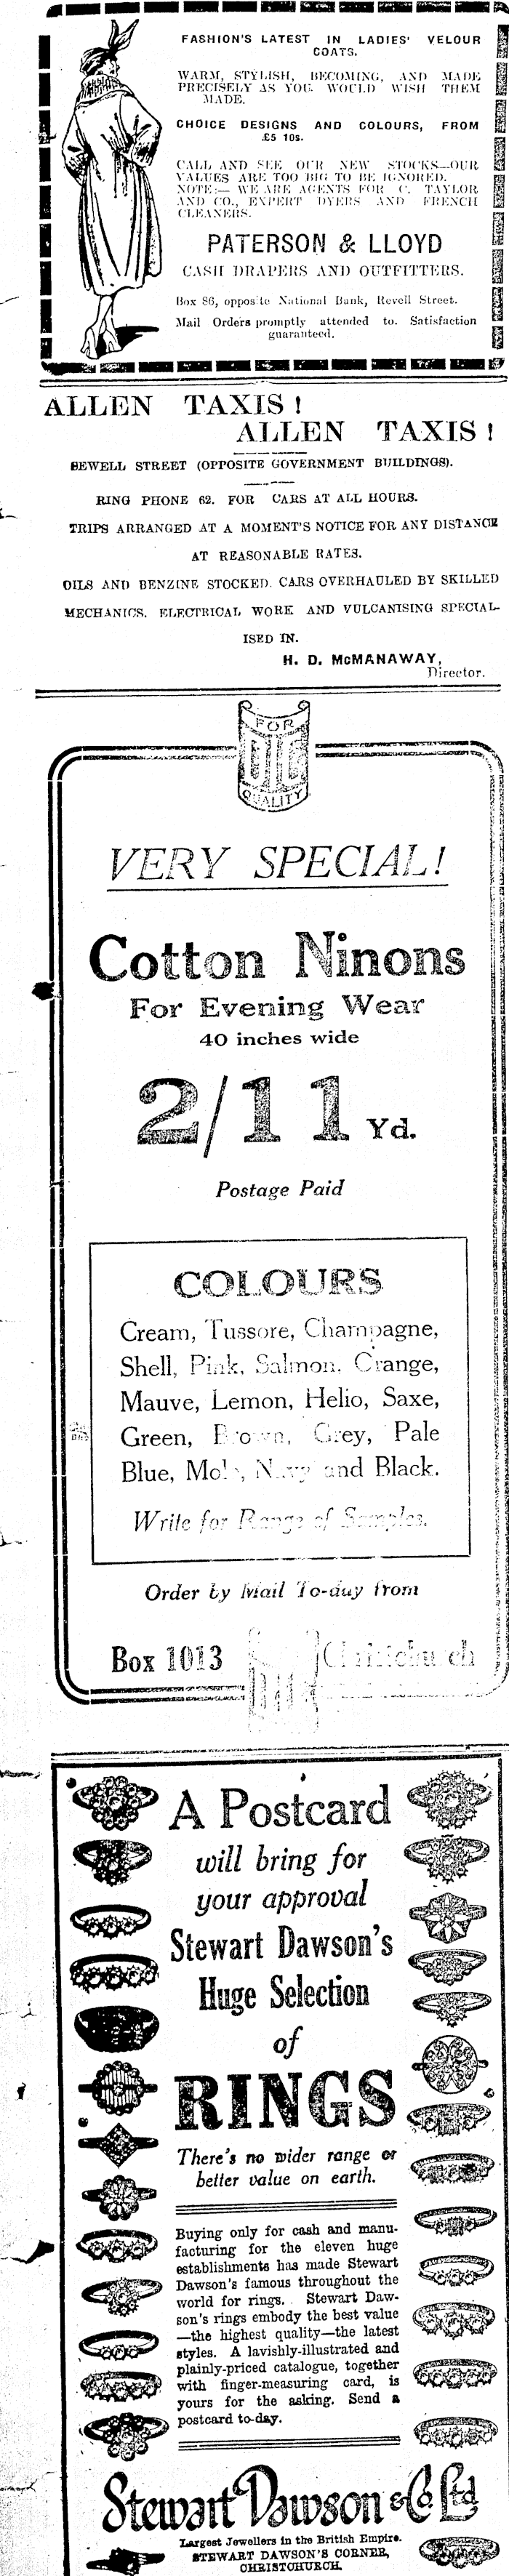 FASHION'S LATEST IN LADIES' VELOUR
COATS.
WARM, STYLISH, BECOMING, AND MADE
PRECISELY AS YOU WOULD WISH THEM
MADE.
CHOICE DESIGNS AND COLOURS, FROM
£5 10s.
CALL AND SEE OUR NEW STOCKS—OUR
VALUES ARE TOO BIG TO BE IGNORED.
NOTE:— WE ARE AGENTS FOR C. TAYLOR
AND CO., EXPERT DYERS AND FRENCH
CLEANERS.
PATERSON & LLOYD
CASH DRAPERS AND OUTFITTERS.
Box 86, opposite National Bank, Revell Street.
Mail Orders promptly attended to. Satisfaction
guaranteed.
ALLEN TAXIS!
ALLEN TAXIS!
SEWELL STREET (OPPOSITE GOVERNMENT BUILDINGS).
RING PHONE 62. FOR CARS AT ALL HOURS.
TRIPS ARRANGED AT A MOMENT'S NOTICE FOR ANY DISTANCE
AT REASONABLE RATES.
OILS AND BENZINE STOCKED. CARS OVERHAULED BY SKILLED
MECHANICS. ELECTRICAL WORK AND VULCANISING SPECIAL-
ISED IN.
H. D. McMANAWAY,
Director.
FOR
DIC
QUALITY
VERY SPECIAL!
Cotton Ninons
For Evening Wear
40 inches wide
2/11 Yd.
Postage Paid
COLOURS
Cream, Tussore, Champagne,
Shell, Pink, Salmon, Orange,
Mauve, Lemon, Helio, Saxe,
Green, Brown, Grey, Pale
Blue, Mole, Navy and Black.
Write for Range of Samples.
Order by Mail To-day from
Box 1013 Christchurch
A Postcard
will bring for
your approval
Stewart Dawson's
Huge Selection
of
RINGS
There's no wider range or
better value on earth.
Buying only for cash and manu-
facturing for the eleven huge
establishments has made Stewart
Dawson's famous throughout the
world for rings. Stewart Daw-
son's rings embody the best value
—the highest quality—the latest
styles. A lavishly-illustrated and
plainly-priced catalogue, together
with finger-measuring card, is
yours for the asking. Send a
postcard to-day.
Stewart Dawson & Co Ltd
Largest Jewellers in the British Empire.
STEWART DAWSON'S CORNER,
CHRISTCHURCH.